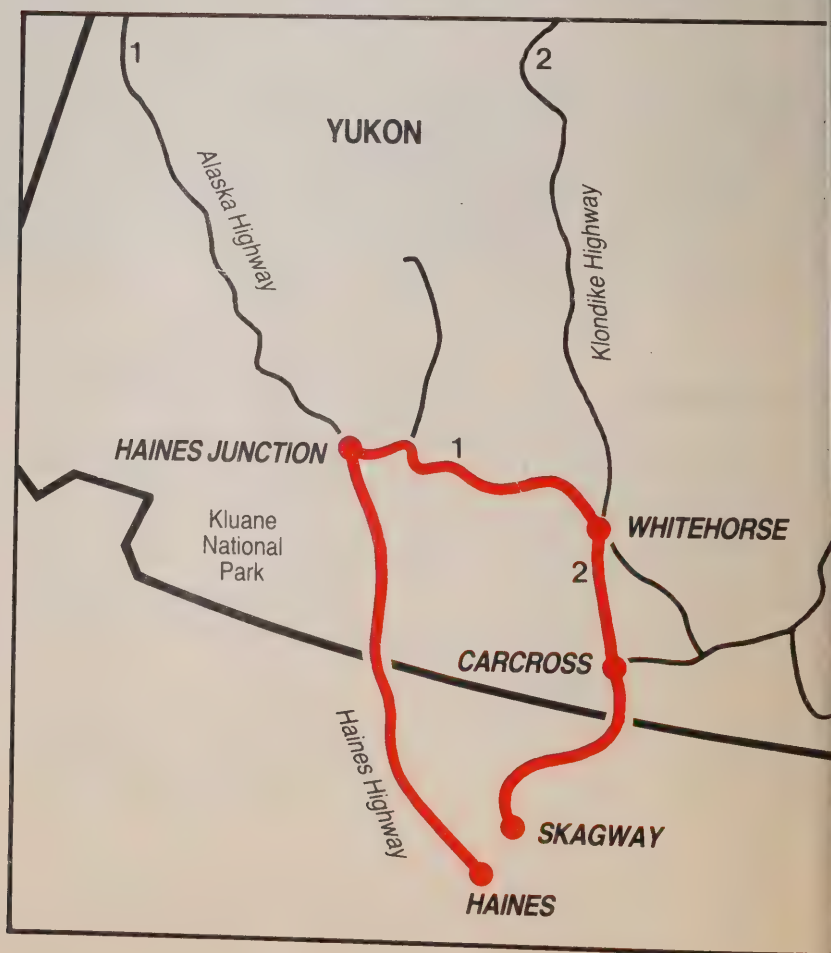 1
2
YUKON
Alaska Highway
Klondike Highway
HAINES JUNCTION
1
Kluane
National
Park
WHITEHORSE
2
CARCROSS
Haines Highway
SKAGWAY
HAINES